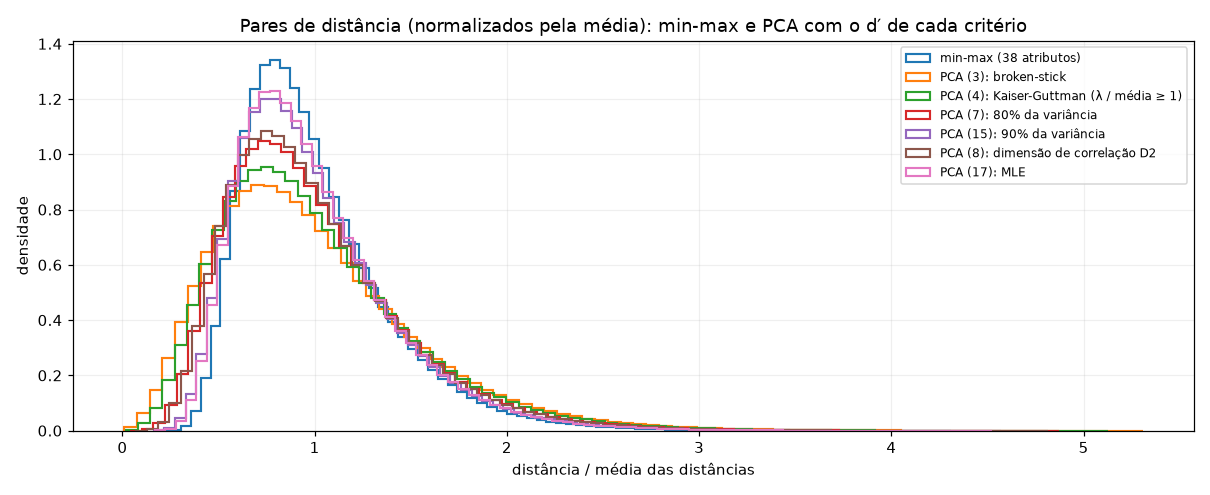 Pares de distância (normalizados pela média): min-max e PCA com o d′ de cada critério
1.4
1.2
1.0
0.8
0.6
0.4
0.2
0.0
densidade
min-max (38 atributos)
PCA (3): broken-stick
PCA (4): Kaiser-Guttman (λ / média ≥ 1)
PCA (7): 80% da variância
PCA (15): 90% da variância
PCA (8): dimensão de correlação D2
PCA (17): MLE
0 1 2 3 4 5
distância / média das distâncias